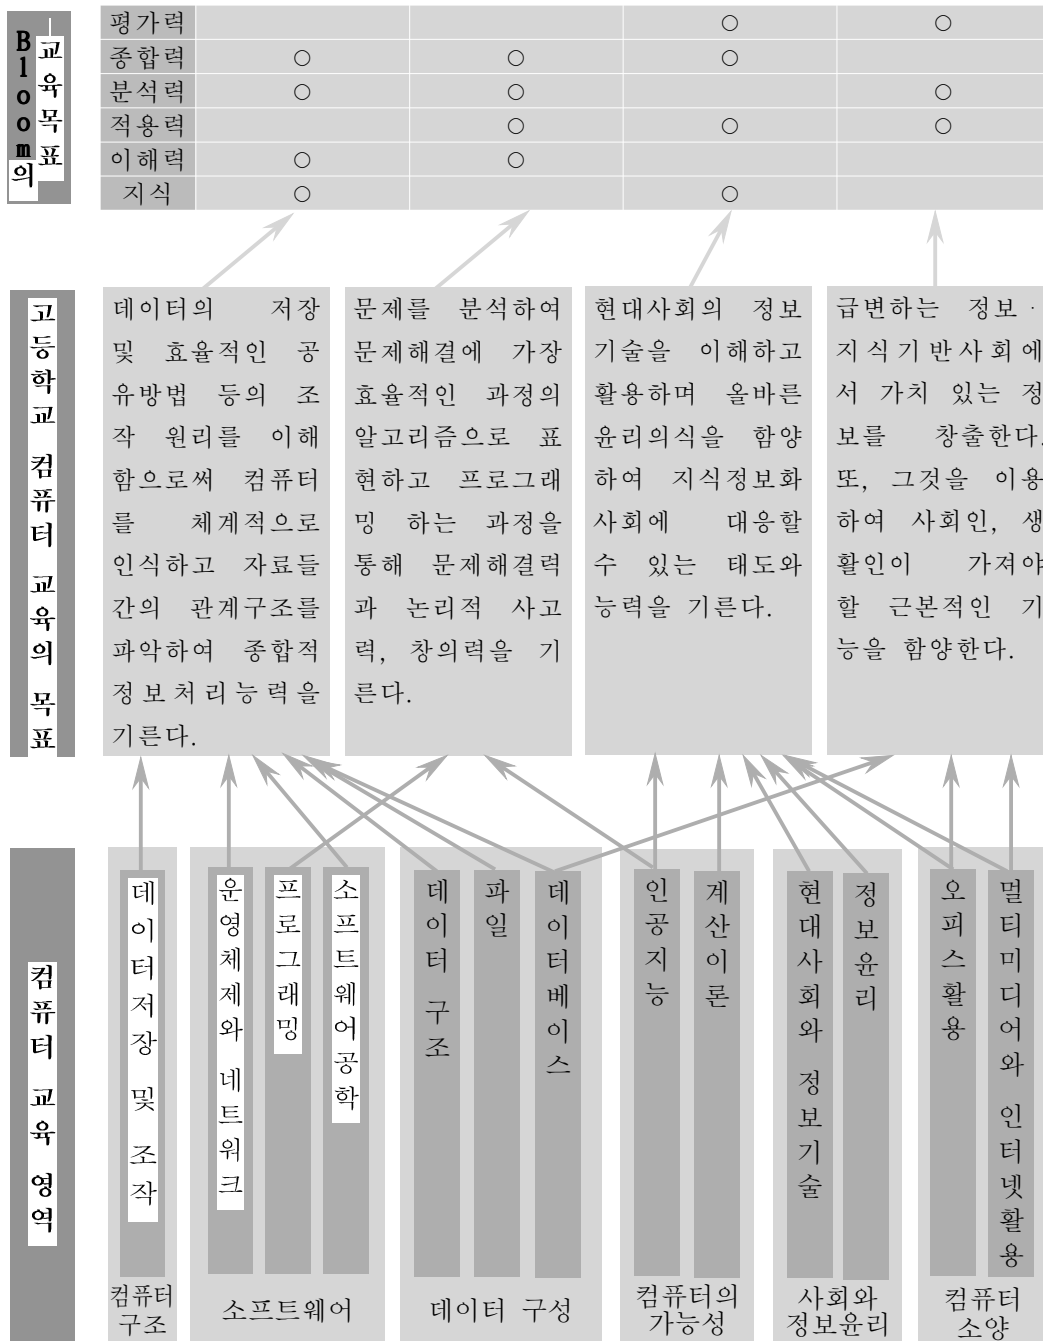 Bloom의
교육목표
평가력 ○ ○
종합력 ○ ○ ○
분석력 ○ ○ ○
적용력 ○ ○ ○
이해력 ○ ○
지식 ○ ○
고등학교 컴퓨터 교육의 목표
데이터의 저장
및 효율적인 공
유방법 등의 조
작 원리를 이해
함으로써 컴퓨터
를 체계적으로
인식하고 자료들
간의 관계구조를
파악하여 종합적
정보처리능력을
기른다.
문제를 분석하여
문제해결에 가장
효율적인 과정의
알고리즘으로 표
현하고 프로그래
밍 하는 과정을
통해 문제해결력
과 논리적 사고
력, 창의력을 기
른다.
현대사회의 정보
기술을 이해하고
활용하며 올바른
윤리의식을 함양
하여 지식정보화
사회에 대응할
수 있는 태도와
능력을 기른다.
급변하는 정보·
지식기반사회에
서 가치 있는 정
보를 창출한다.
또, 그것을 이용
하여 사회인, 생
활인이 가져야
할 근본적인 기
능을 함양한다.
컴퓨터 교육 영역
데이터저장 및 조작
운영체제와 네트워크
프로그래밍
소프트웨어공학
데이터 구조
파일
데이터베이스
인공지능
계산이론
현대사회와 정보기술
정보윤리
오피스활용
멀티미디어와 인터넷활용
컴퓨터
구조
소프트웨어
데이터 구성
컴퓨터의
가능성
사회와
정보윤리
컴퓨터
소양